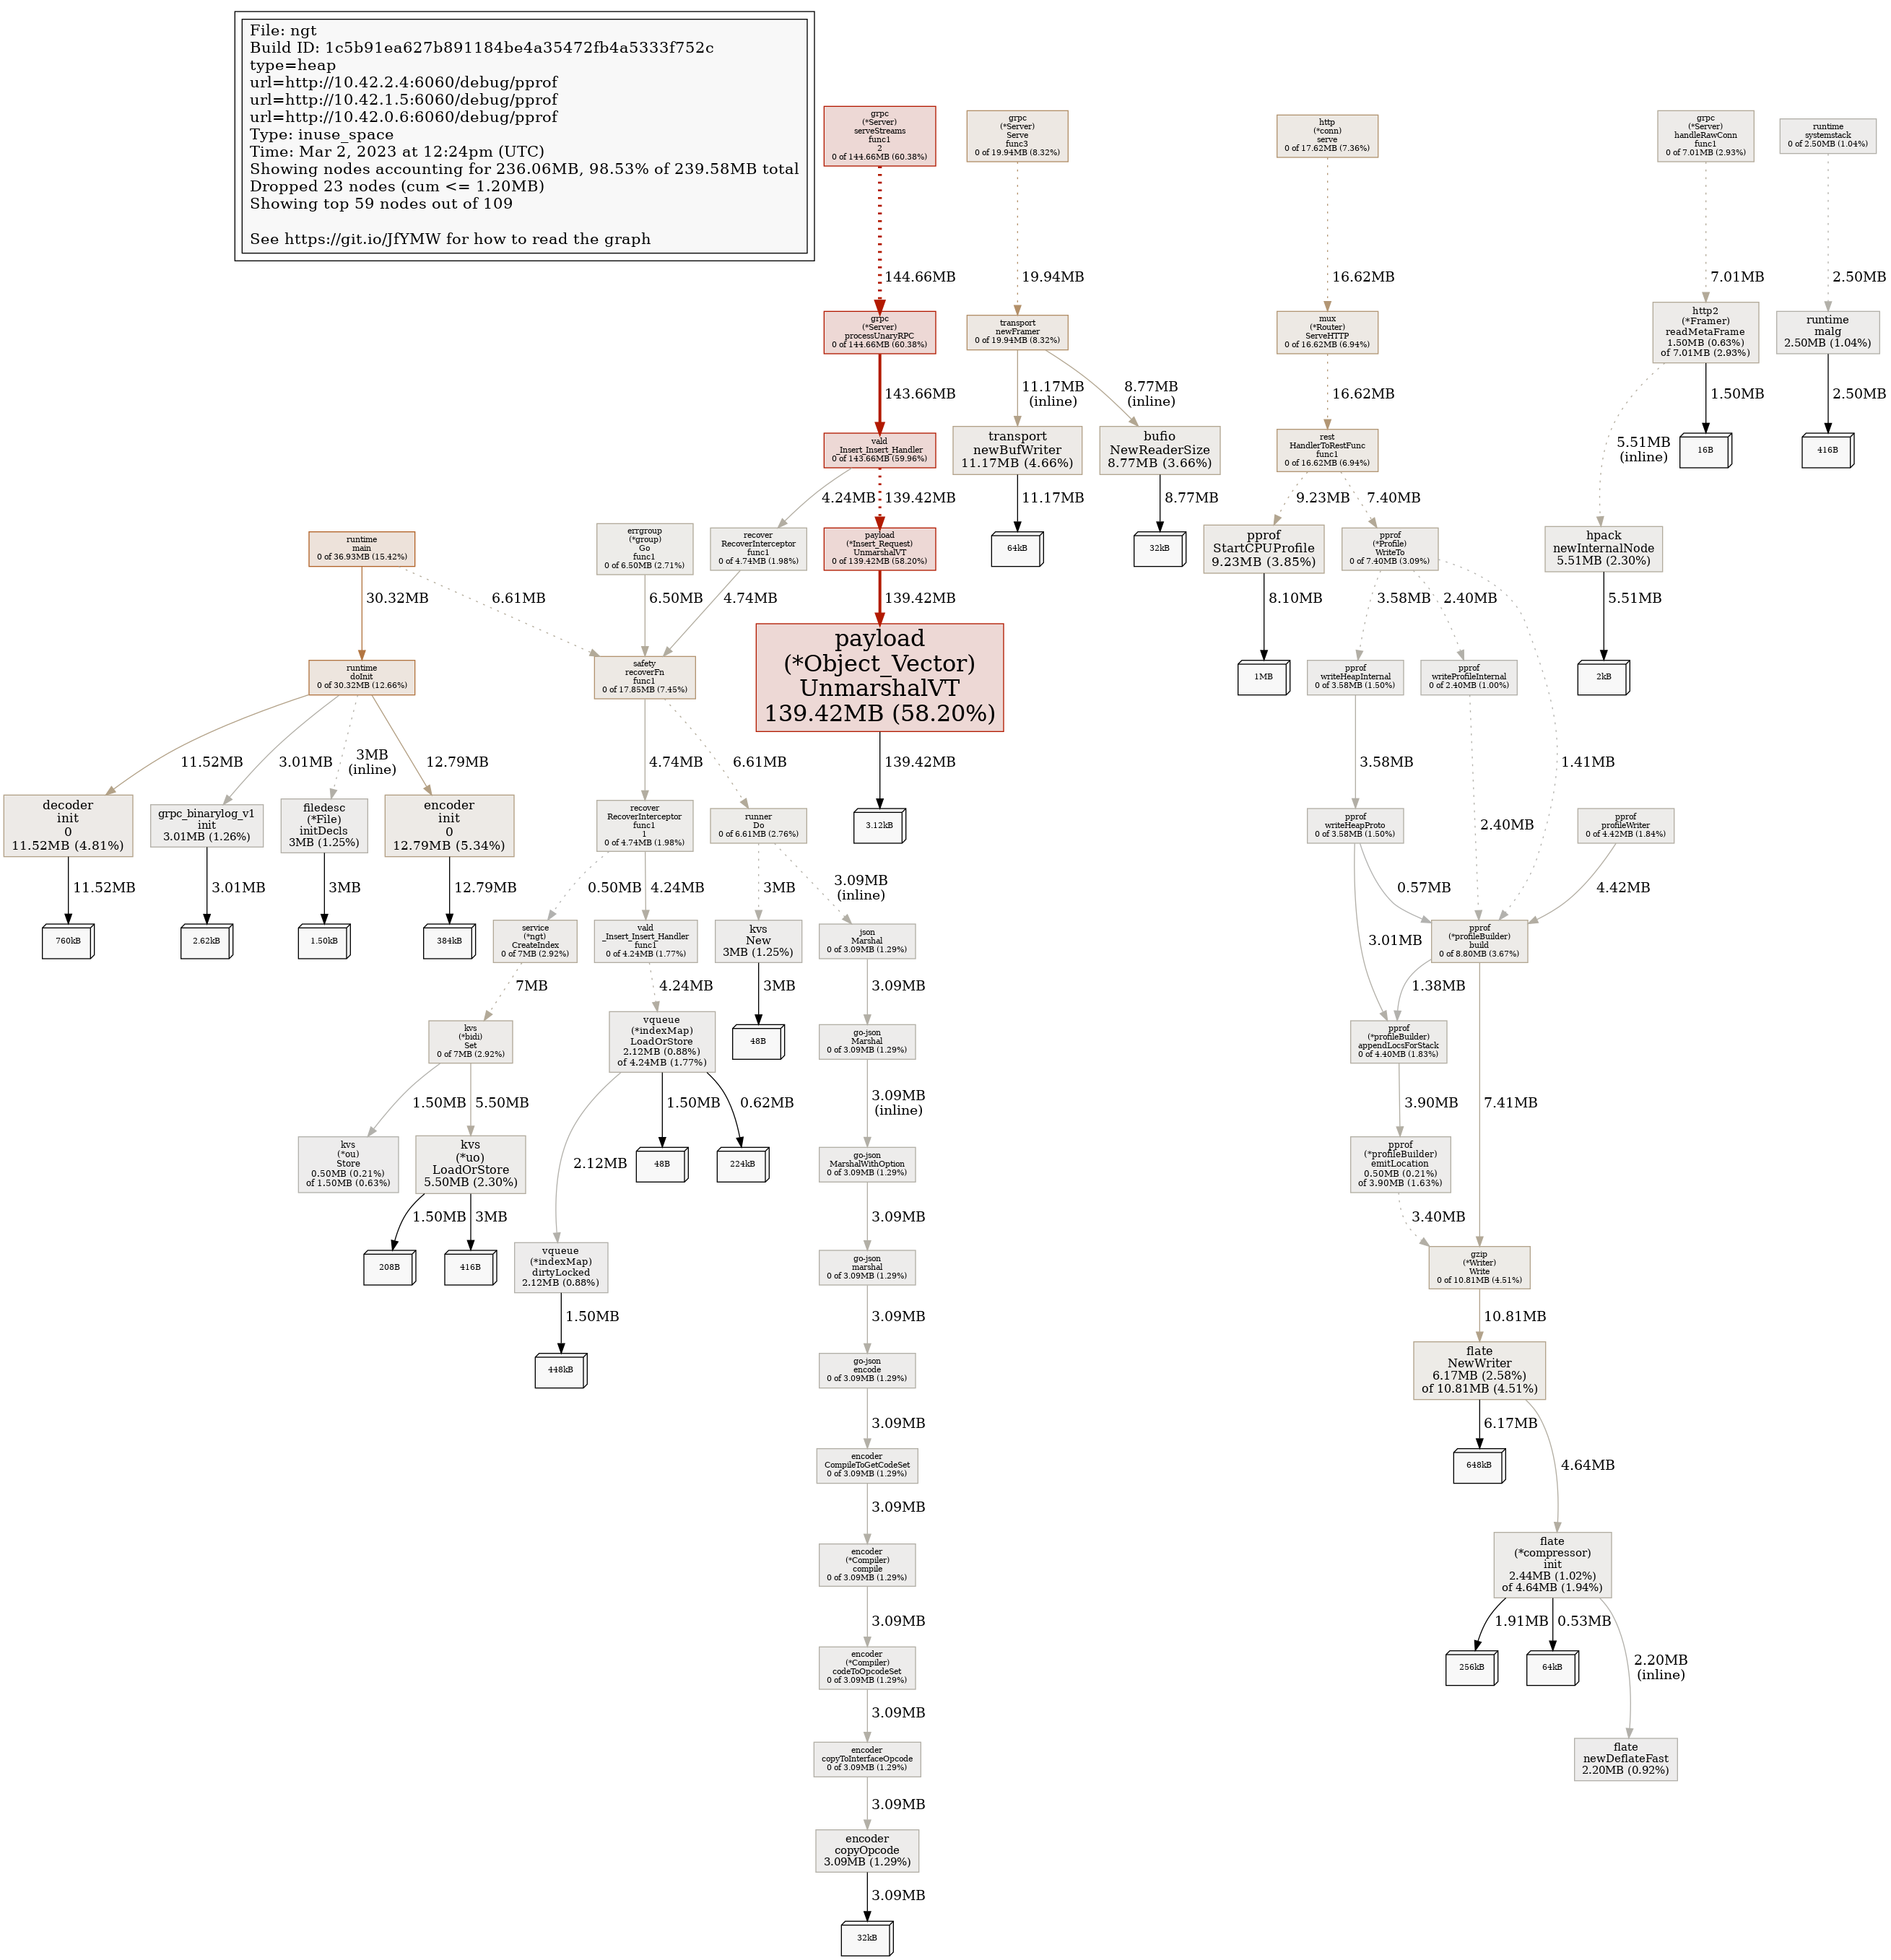 File: ngt
Build ID: 1c5b91ea627b891184be4a35472fb4a5333f752c
type=heap
url=http://10.42.2.4:6060/debug/pprof
url=http://10.42.1.5:6060/debug/pprof
url=http://10.42.0.6:6060/debug/pprof
Type: inuse_space
Time: Mar 2, 2023 at 12:24pm (UTC)
Showing nodes accounting for 236.06MB, 98.53% of 239.58MB total
Dropped 23 nodes (cum <= 1.20MB)
Showing top 59 nodes out of 109
See https://git.io/JfYMW for how to read the graph
grpc
(*Server)
serveStreams
func1
2
0 of 144.66MB (60.38%)
grpc
(*Server)
Serve
func3
0 of 19.94MB (8.32%)
http
(*conn)
serve
0 of 17.62MB (7.36%)
grpc
(*Server)
handleRawConn
func1
0 of 7.01MB (2.93%)
runtime
systemstack
0 of 2.50MB (1.04%)
144.66MB
19.94MB
16.62MB
7.01MB
2.50MB
grpc
(*Server)
processUnaryRPC
0 of 144.66MB (60.38%)
transport
newFramer
0 of 19.94MB (8.32%)
mux
(*Router)
ServeHTTP
0 of 16.62MB (6.94%)
http2
(*Framer)
readMetaFrame
1.50MB (0.63%)
of 7.01MB (2.93%)
runtime
malg
2.50MB (1.04%)
143.66MB
11.17MB
(inline)
8.77MB
(inline)
16.62MB
1.50MB
2.50MB
vald
_Insert_Insert_Handler
0 of 143.66MB (59.96%)
transport
newBufWriter
11.17MB (4.66%)
bufio
NewReaderSize
8.77MB (3.66%)
rest
HandlerToRestFunc
func1
0 of 16.62MB (6.94%)
5.51MB
(inline)
16B
416B
4.24MB
139.42MB
11.17MB
8.77MB
9.23MB
7.40MB
runtime
main
0 of 36.93MB (15.42%)
errgroup
(*group)
Go
func1
0 of 6.50MB (2.71%)
recover
RecoverInterceptor
func1
0 of 4.74MB (1.98%)
payload
(*Insert_Request)
UnmarshalVT
0 of 139.42MB (58.20%)
64kB
32kB
pprof
StartCPUProfile
9.23MB (3.85%)
pprof
(*Profile)
WriteTo
0 of 7.40MB (3.09%)
hpack
newInternalNode
5.51MB (2.30%)
30.32MB
6.61MB
6.50MB
4.74MB
139.42MB
8.10MB
3.58MB
2.40MB
5.51MB
runtime
doInit
0 of 30.32MB (12.66%)
safety
recoverFn
func1
0 of 17.85MB (7.45%)
payload
(*Object_Vector)
UnmarshalVT
139.42MB (58.20%)
1MB
pprof
writeHeapInternal
0 of 3.58MB (1.50%)
pprof
writeProfileInternal
0 of 2.40MB (1.00%)
2kB
11.52MB
3.01MB
3MB
(inline)
12.79MB
4.74MB
6.61MB
139.42MB
3.58MB
1.41MB
decoder
init
0
11.52MB (4.81%)
grpc_binarylog_v1
init
3.01MB (1.26%)
filedesc
(*File)
initDecls
3MB (1.25%)
encoder
init
0
12.79MB (5.34%)
recover
RecoverInterceptor
func1
1
0 of 4.74MB (1.98%)
runner
Do
0 of 6.61MB (2.76%)
3.12kB
pprof
writeHeapProto
0 of 3.58MB (1.50%)
2.40MB
pprof
profileWriter
0 of 4.42MB (1.84%)
11.52MB
3.01MB
3MB
12.79MB
0.50MB
4.24MB
3MB
3.09MB
(inline)
0.57MB
4.42MB
760kB
2.62kB
1.50kB
384kB
service
(*ngt)
CreateIndex
0 of 7MB (2.92%)
vald
_Insert_Insert_Handler
func1
0 of 4.24MB (1.77%)
kvs
New
3MB (1.25%)
json
Marshal
0 of 3.09MB (1.29%)
3.01MB
pprof
(*profileBuilder)
build
0 of 8.80MB (3.67%)
7MB
4.24MB
3MB
3.09MB
1.38MB
kvs
(*bidi)
Set
0 of 7MB (2.92%)
vqueue
(*indexMap)
LoadOrStore
2.12MB (0.88%)
of 4.24MB (1.77%)
48B
go-json
Marshal
0 of 3.09MB (1.29%)
pprof
(*profileBuilder)
appendLocsForStack
0 of 4.40MB (1.83%)
1.50MB
5.50MB
1.50MB
0.62MB
3.09MB
(inline)
3.90MB
7.41MB
kvs
(*ou)
Store
0.50MB (0.21%)
of 1.50MB (0.63%)
kvs
(*uo)
LoadOrStore
5.50MB (2.30%)
2.12MB
48B
224kB
go-json
MarshalWithOption
0 of 3.09MB (1.29%)
pprof
(*profileBuilder)
emitLocation
0.50MB (0.21%)
of 3.90MB (1.63%)
1.50MB
3MB
3.09MB
3.40MB
208B
416B
vqueue
(*indexMap)
dirtyLocked
2.12MB (0.88%)
go-json
marshal
0 of 3.09MB (1.29%)
gzip
(*Writer)
Write
0 of 10.81MB (4.51%)
1.50MB
3.09MB
10.81MB
448kB
go-json
encode
0 of 3.09MB (1.29%)
flate
NewWriter
6.17MB (2.58%)
of 10.81MB (4.51%)
3.09MB
6.17MB
encoder
CompileToGetCodeSet
0 of 3.09MB (1.29%)
648kB
4.64MB
3.09MB
encoder
(*Compiler)
compile
0 of 3.09MB (1.29%)
flate
(*compressor)
init
2.44MB (1.02%)
of 4.64MB (1.94%)
3.09MB
1.91MB
0.53MB
encoder
(*Compiler)
codeToOpcodeSet
0 of 3.09MB (1.29%)
256kB
64kB
2.20MB
(inline)
3.09MB
encoder
copyToInterfaceOpcode
0 of 3.09MB (1.29%)
flate
newDeflateFast
2.20MB (0.92%)
3.09MB
encoder
copyOpcode
3.09MB (1.29%)
3.09MB
32kB